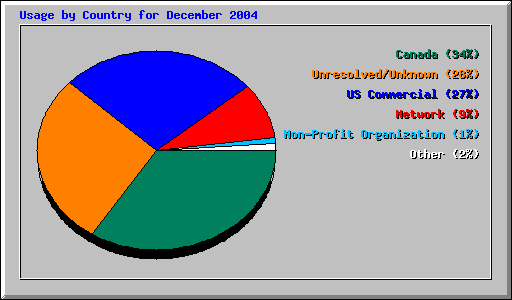 Usage by Country for December 2004
Canada (34%)
Unresolved/Unknown (28%)
US Commercial (27%)
Network (9%)
Non-Profit Organization (1%)
Other (2%)